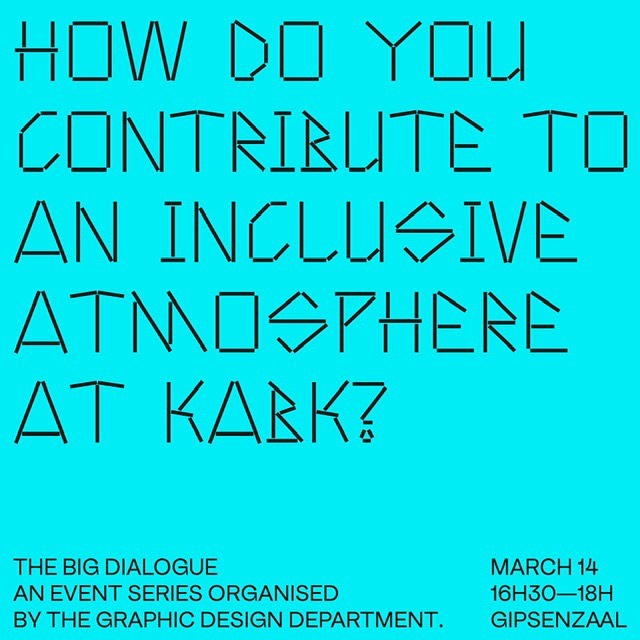 HOW DO YOU
CONTRIBUTE TO
AN INCLUSIVE
ATMOSPHERE
AT KABK?
THE BIG DIALOGUE
AN EVENT SERIES ORGANISED
BY THE GRAPHIC DESIGN DEPARTMENT.
MARCH 14
16H30—18H
GIPSENZAAL